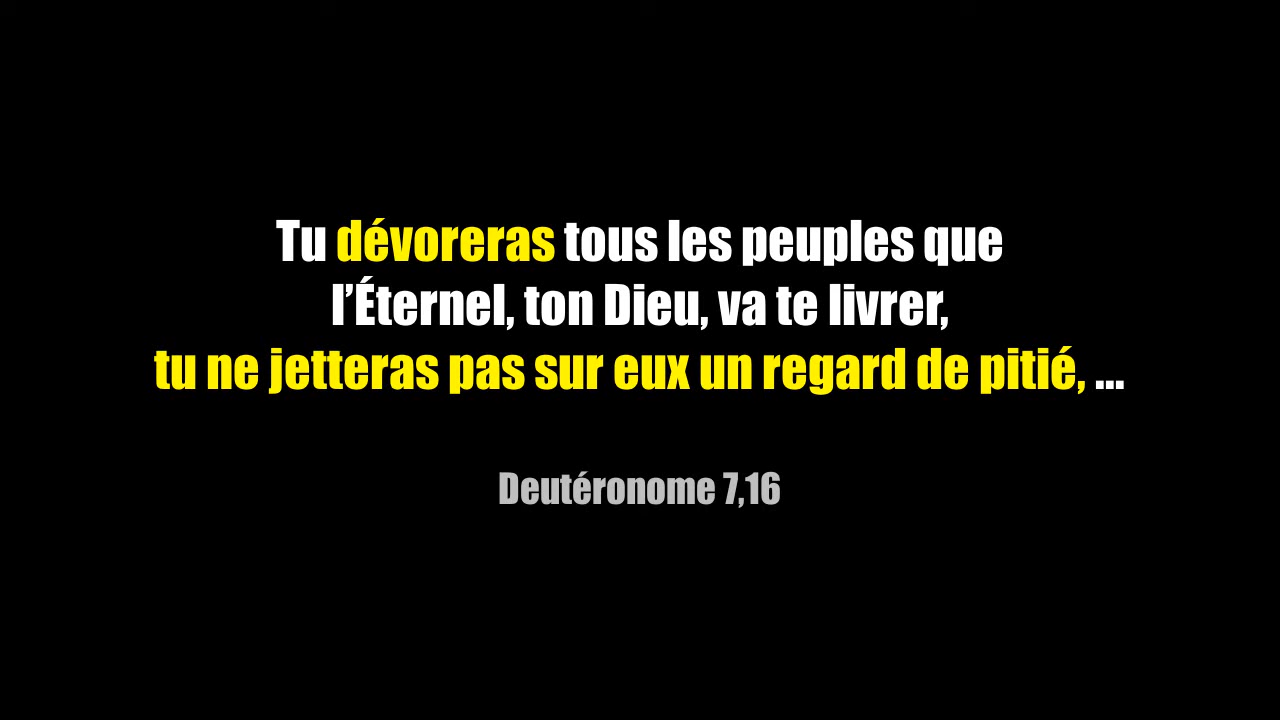 Tu dévoreras tous les peuples que
l’Éternel, ton Dieu, va te livrer,
tu ne jetteras pas sur eux un regard de pitié, ...
Deutéronome 7,16